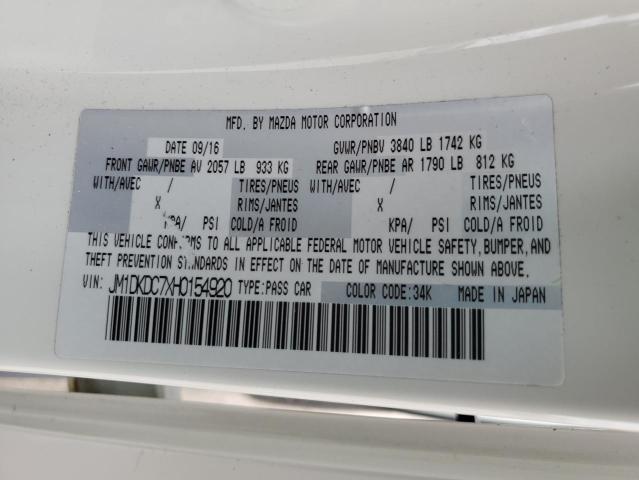 MFD. BY MAZDA MOTOR CORPORATION
DATE 09/16 GVWR/PNBV 3840 LB 1742 KG
FRONT GAWR/PNBE AV 2057 LB 933 KG REAR GAWR/PNBE AR 1790 LB 812 KG
WITH/AVEC / TIRES/PNEUS WITH/AVEC / TIRES/PNEUS
X RIMS/JANTES X RIMS/JANTES
KPA/ PSI COLD/A FROID KPA/ PSI COLD/A FROID
THIS VEHICLE CONFORMS TO ALL APPLICABLE FEDERAL MOTOR VEHICLE SAFETY, BUMPER, AND
THEFT PREVENTION STANDARDS IN EFFECT ON THE DATE OF MANUFACTURE SHOWN ABOVE.
VIN: JM1DKDC7XH0154920 TYPE:PASS CAR COLOR CODE:34K MADE IN JAPAN